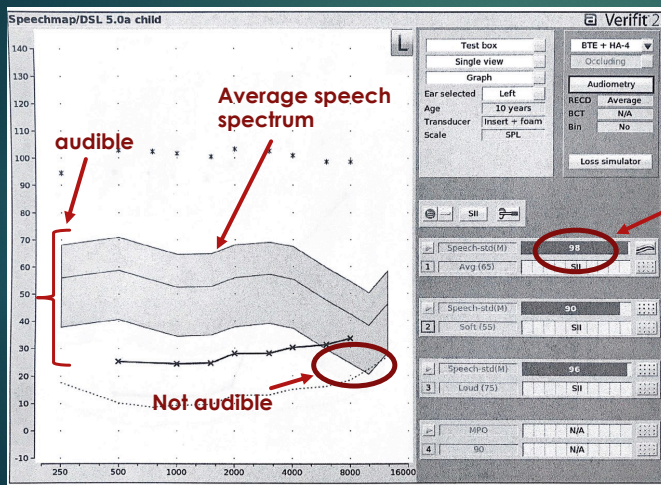 Speechmap/DSL 5.0a child
Verifit 2
L
140
130
120
110
100
90
80
70
60
50
40
30
20
10
0
-10
250 500 1000 2000 4000 8000 16000
audible
Average speech
spectrum
Not audible
Test box
Single view
Graph
Ear selected Left
Age 10 years
Transducer Insert + foam
Scale SPL
BTE + HA-4
Occluding
Audiometry
RECD Average
BCT N/A
Bin No
Loss simulator
SII
Speech-std(M) 98
1 Avg (65) SII
Speech-std(M) 90
2 Soft (55) SII
Speech-std(M) 96
3 Loud (75) SII
MPO N/A
4 90 N/A